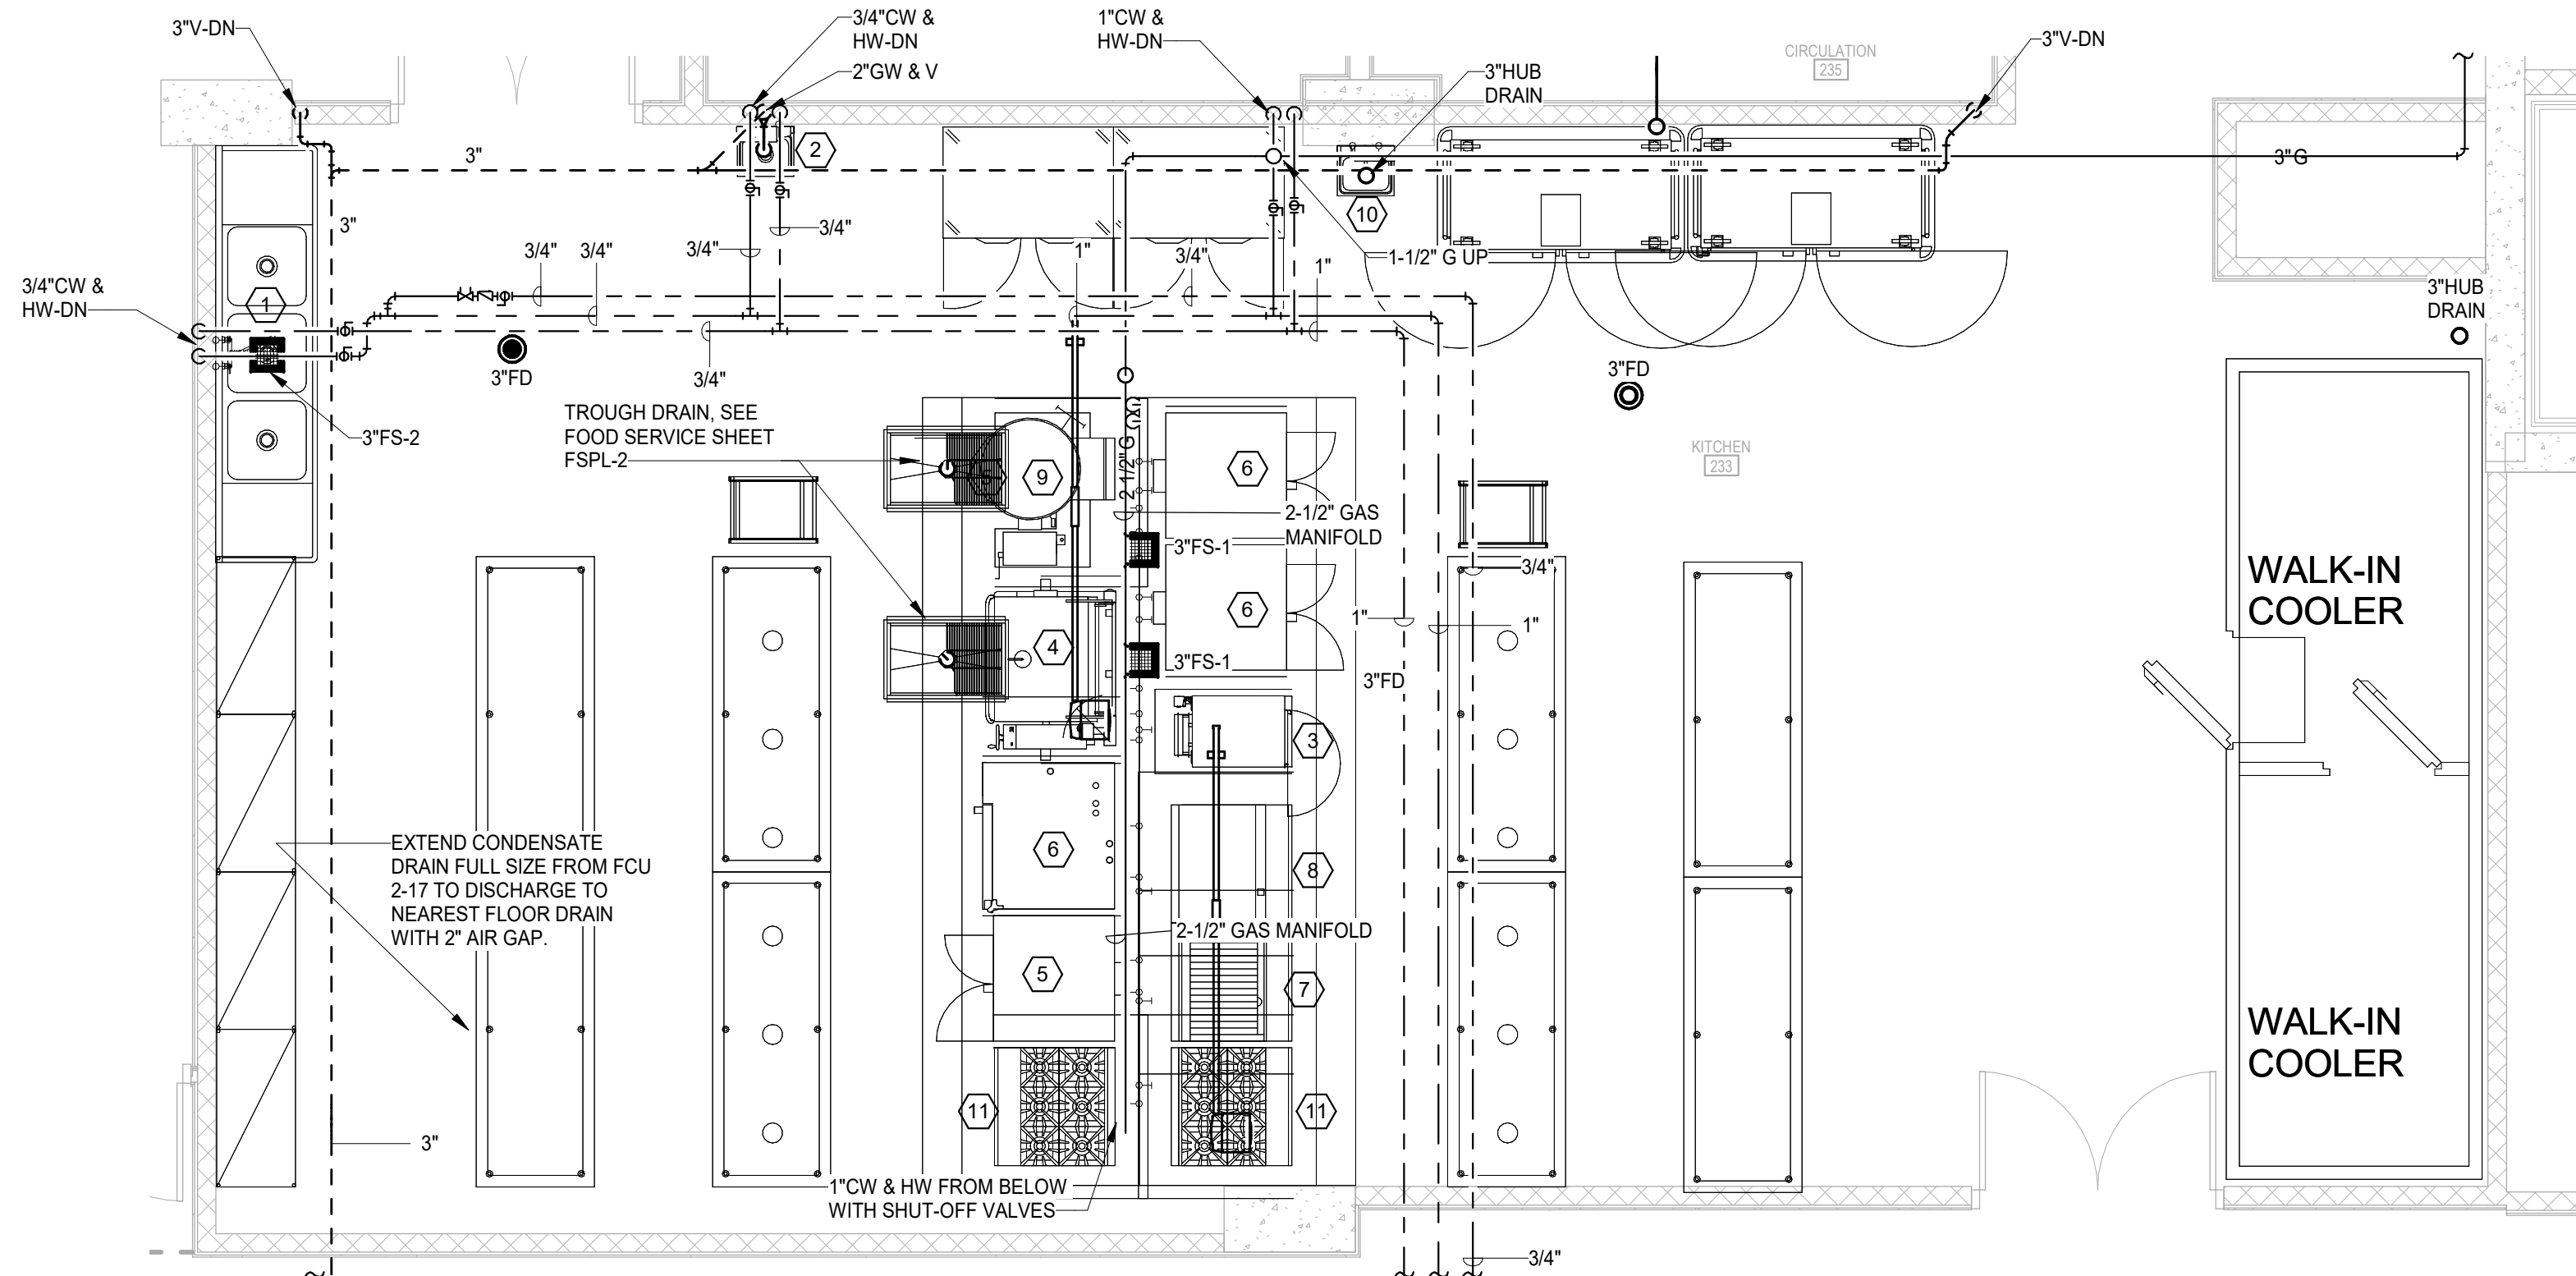 3"V-DN
3/4"CW &
HW-DN
2"GW & V
1"CW &
HW-DN
3"HUB
DRAIN
CIRCULATION
235
3"V-DN
2
3"
3"G
3"
10
3/4"
3/4"
3/4"
3/4"
1"
3/4"
1-1/2" G UP
1"
3/4"CW &
HW-DN
1
3"HUB
DRAIN
3"FD
3/4"
3"FD
TROUGH DRAIN, SEE
FOOD SERVICE SHEET
FSPL-2
3"FS-2
KITCHEN
233
2 1/2" G
15
9
6
2-1/2" GAS
MANIFOLD
3"FS-1
3/4"
WALK-IN
COOLER
6
1"
1"
4
3"FS-1
3"FD
3
EXTEND CONDENSATE
DRAIN FULL SIZE FROM FCU
2-17 TO DISCHARGE TO
NEAREST FLOOR DRAIN
WITH 2" AIR GAP.
6
8
2-1/2" GAS MANIFOLD
5
7
WALK-IN
COOLER
11
11
3"
1"CW & HW FROM BELOW
WITH SHUT-OFF VALVES
3/4"